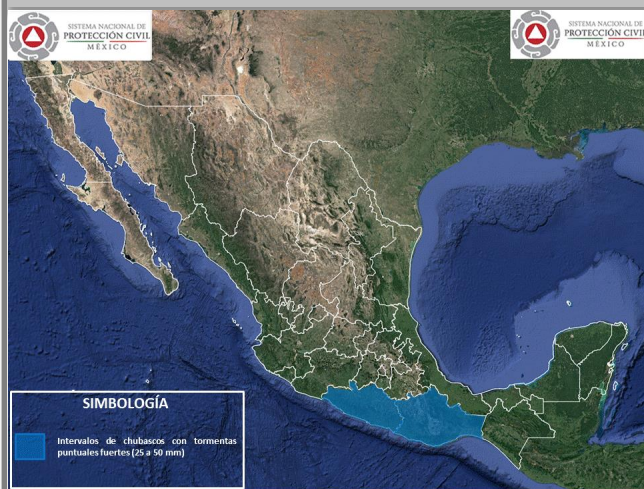 SISTEMA NACIONAL DE
PROTECCIÓN CIVIL
MÉXICO
SISTEMA NACIONAL DE
PROTECCIÓN CIVIL
MÉXICO
SIMBOLOGÍA
Intervalos de chubascos con tormentas
puntuales fuertes (25 a 50 mm)